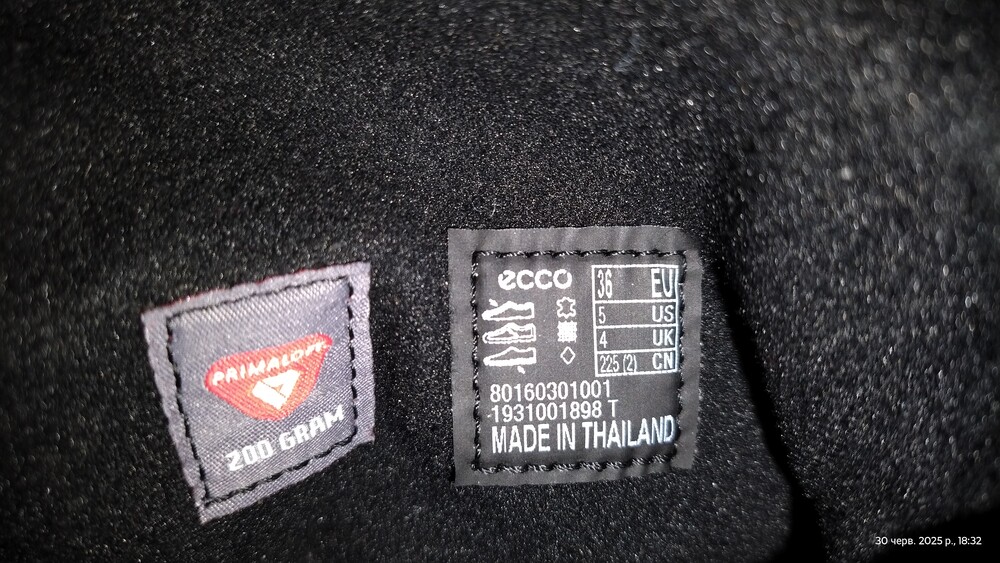 PRIMALOFT
200 GRAM
ecco
36 EU
5 US
4 UK
225 (2) CN
80160301001
-1931001898 T
MADE IN THAILAND
30 черв. 2025 р., 18:32